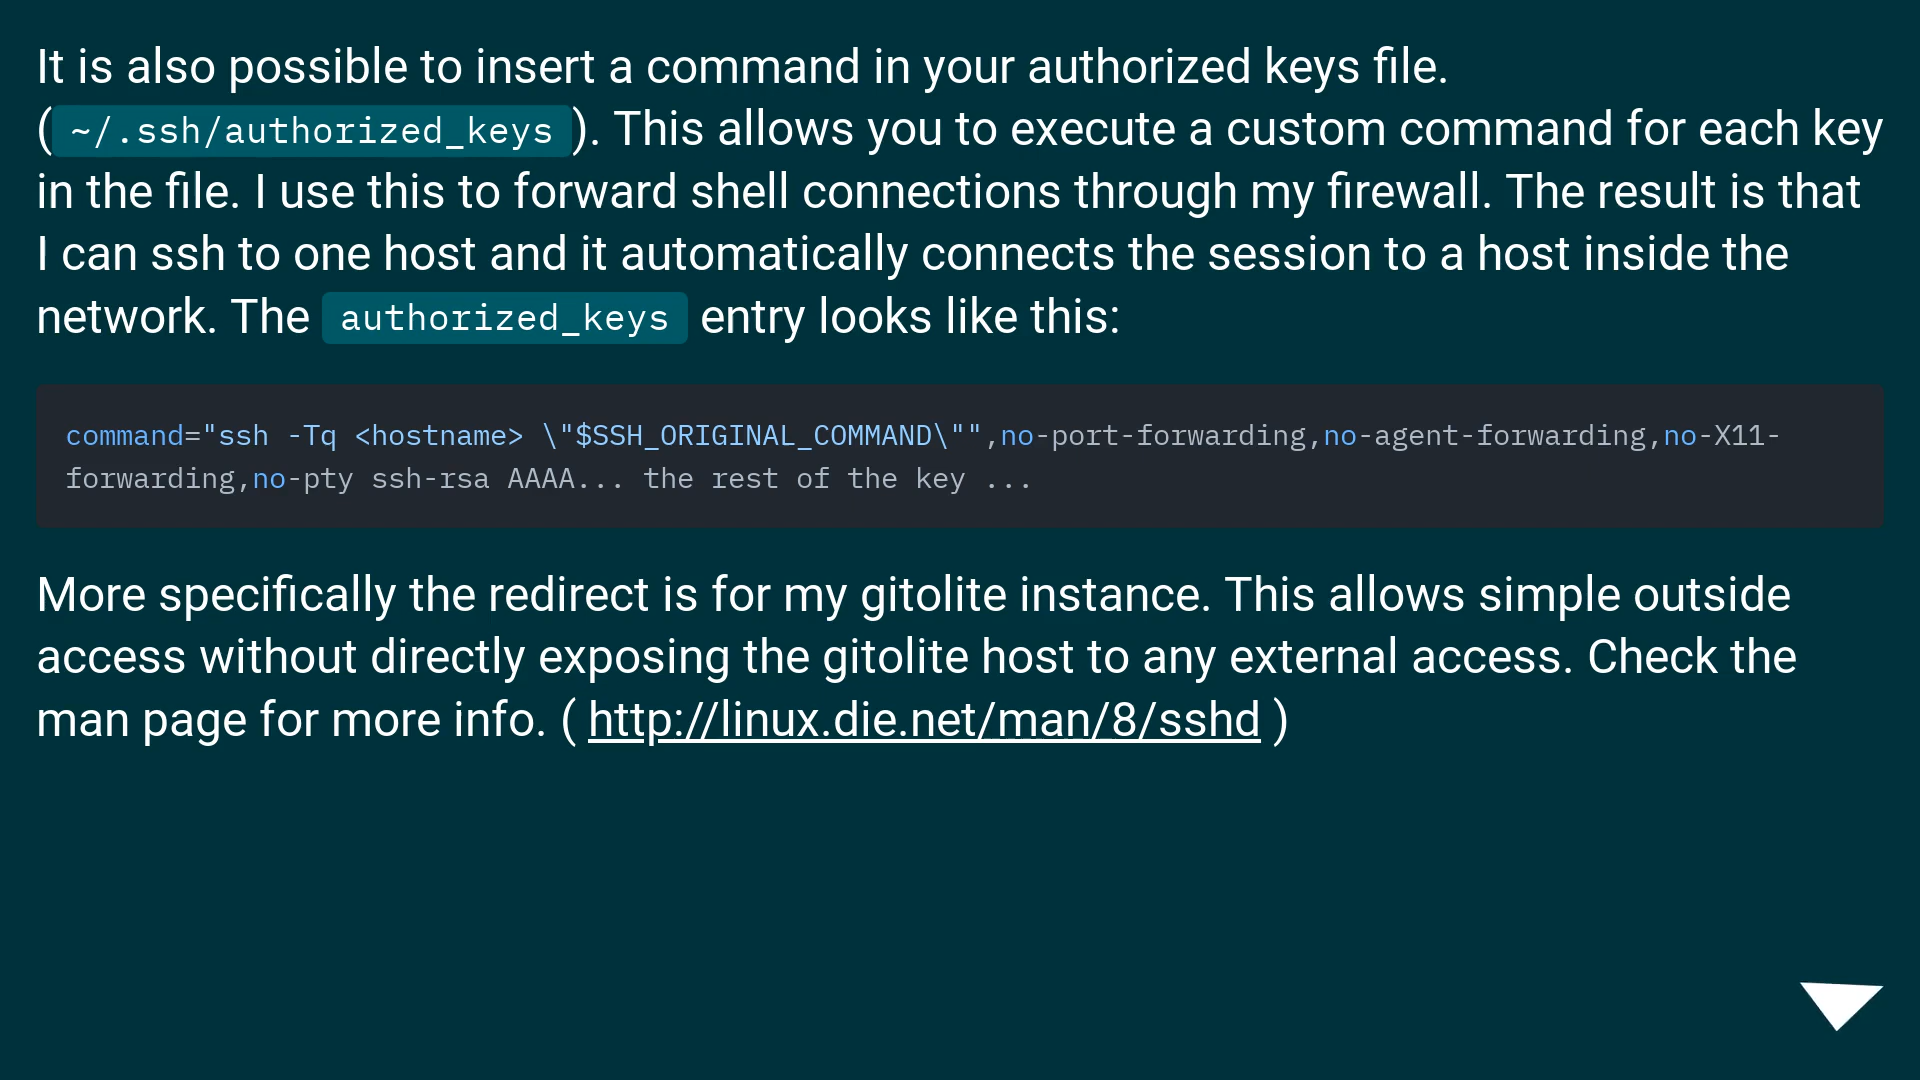 It is also possible to insert a command in your authorized keys file.
( ~/.ssh/authorized_keys ). This allows you to execute a custom command for each key
in the file. I use this to forward shell connections through my firewall. The result is that
I can ssh to one host and it automatically connects the session to a host inside the
network. The authorized_keys entry looks like this:
command="ssh -Tq <hostname> \"$SSH_ORIGINAL_COMMAND\"",no-port-forwarding,no-agent-forwarding,no-X11-
forwarding,no-pty ssh-rsa AAAA... the rest of the key ...
More specifically the redirect is for my gitolite instance. This allows simple outside
access without directly exposing the gitolite host to any external access. Check the
man page for more info. ( http://linux.die.net/man/8/sshd )